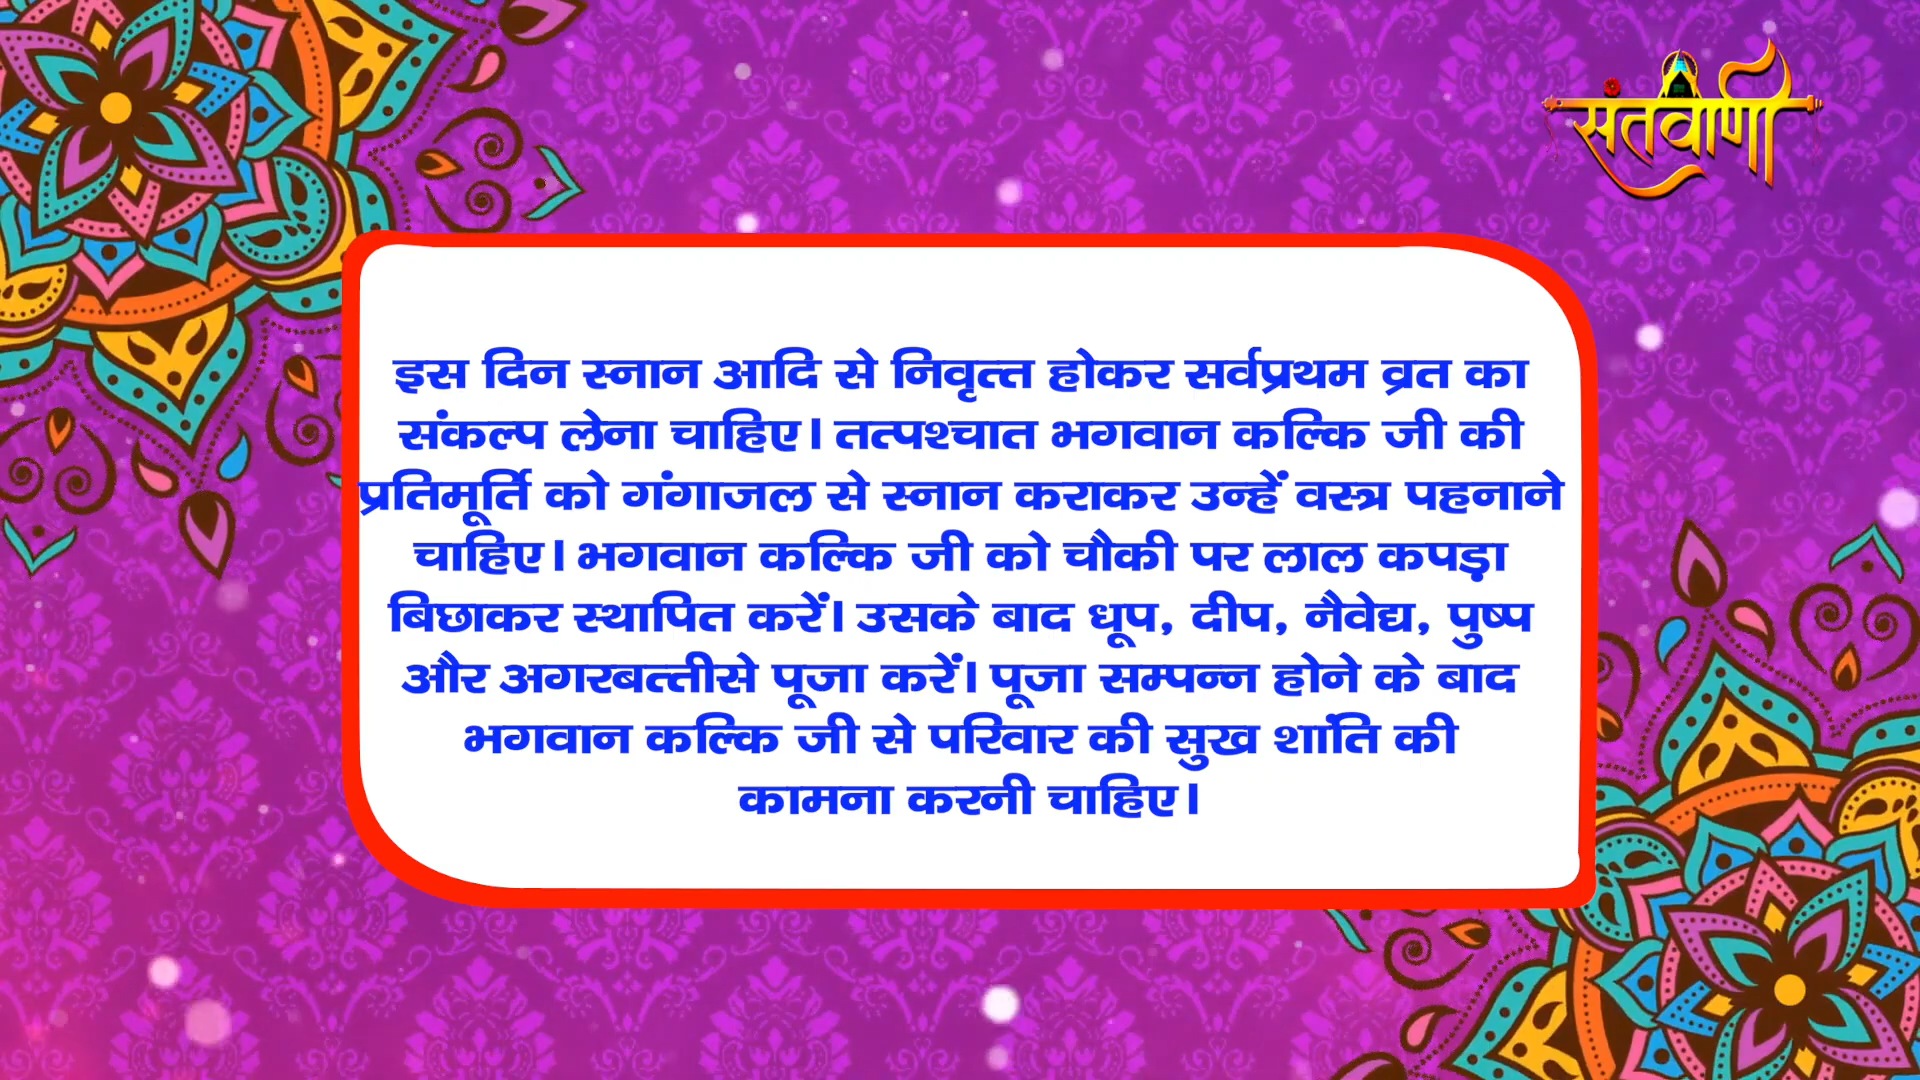 संतवाणी
इस दिन स्नान आदि से निवृत्त होकर सर्वप्रथम व्रत का
संकल्प लेना चाहिए। तत्पश्चात भगवान कल्कि जी की
प्रतिमूर्ति को गंगाजल से स्नान कराकर उन्हें वस्त्र पहनाने
चाहिए। भगवान कल्कि जी को चौकी पर लाल कपड़ा
बिछाकर स्थापित करें। उसके बाद धूप, दीप, नैवेद्य, पुष्प
और अगरबत्तीसे पूजा करें। पूजा सम्पन्न होने के बाद
भगवान कल्कि जी से परिवार की सुख शांति की
कामना करनी चाहिए।